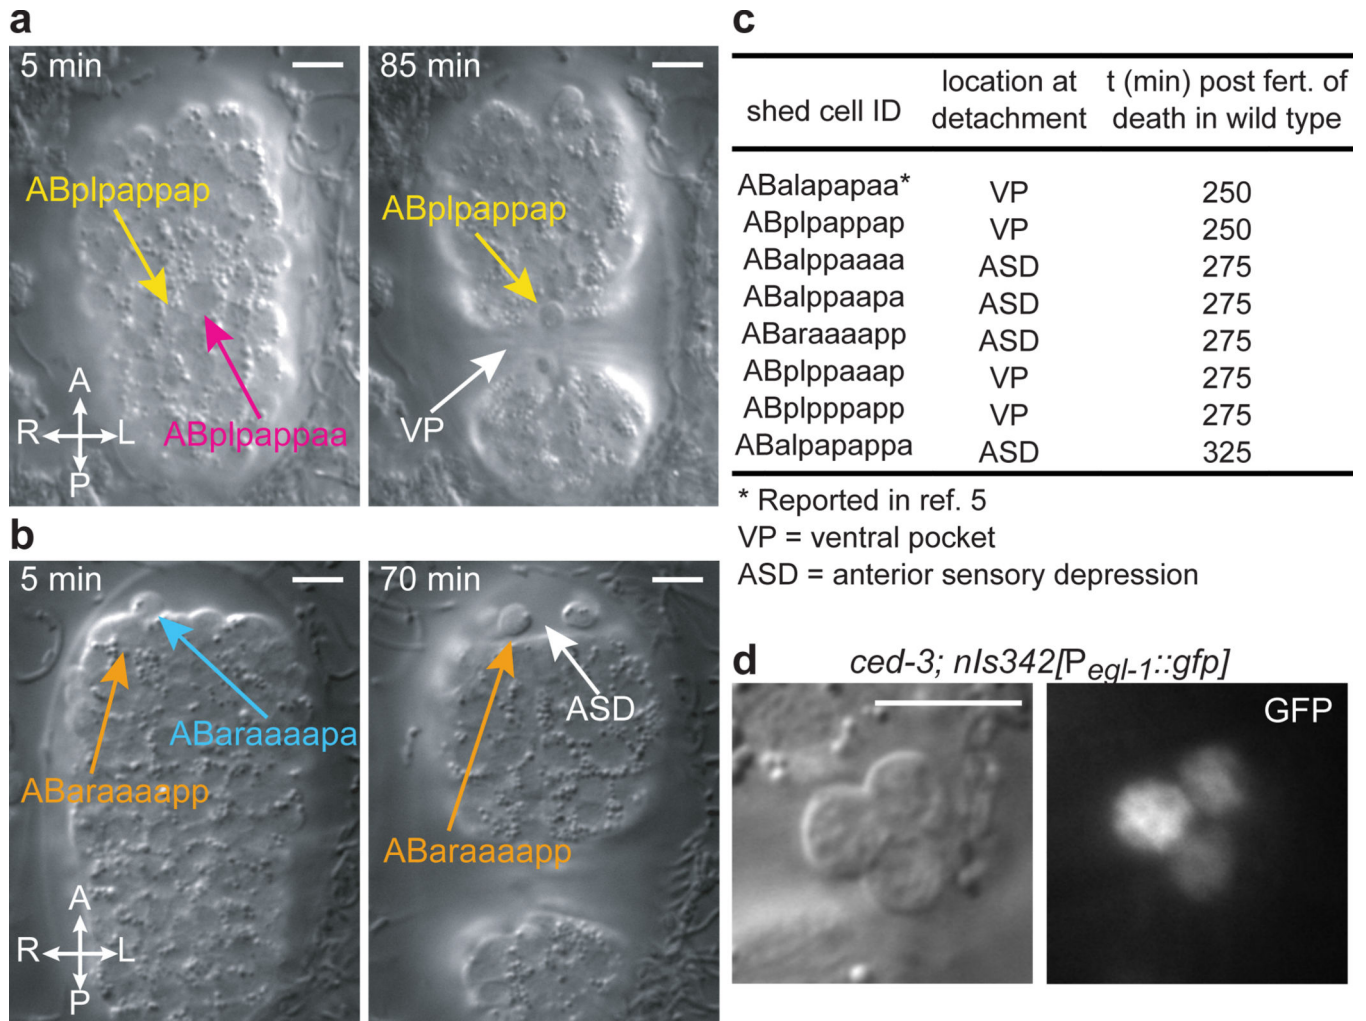 a
5 min
ABplpappap
ABplpappaa
A
R L
P
85 min
ABplpappap
VP
b
5 min
ABaraaaapa
ABaraaaapp
A
R L
P
70 min
ASD
ABaraaaapp
c
shed cell ID location at detachment t (min) post fert. of death in wild type
ABalapapaa* VP 250
ABplpappap VP 250
ABalppaaaa ASD 275
ABalppaapa ASD 275
ABaraaaapp ASD 275
ABplppaaap VP 275
ABplpppapp VP 275
ABalpapappa ASD 325
* Reported in ref. 5
VP = ventral pocket
ASD = anterior sensory depression
d
ced-3; nIs342[Pegl-1::gfp]
GFP